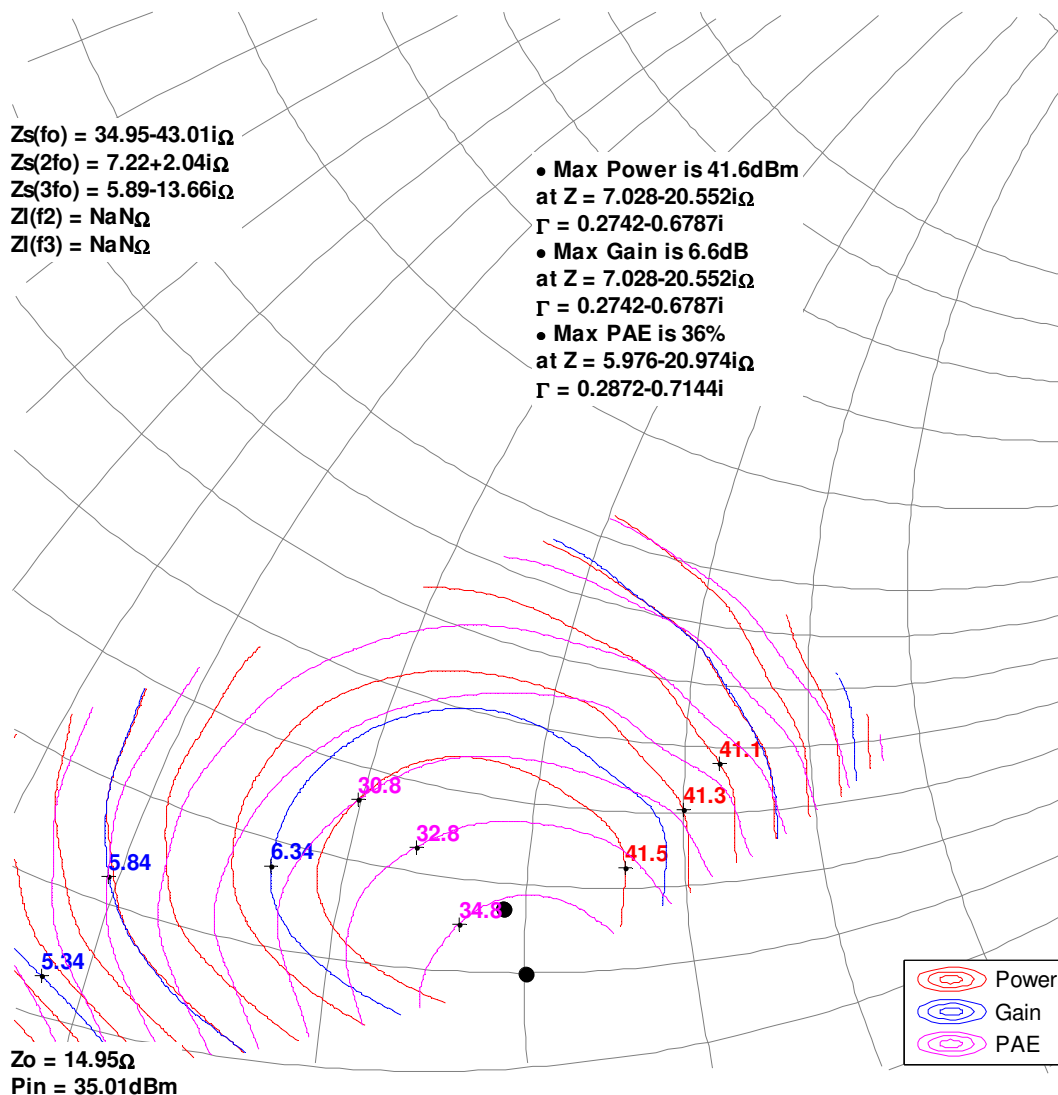 Zs(fo) = 34.95-43.01iΩ
Zs(2fo) = 7.22+2.04iΩ
Zs(3fo) = 5.89-13.66iΩ
Zl(f2) = NaNΩ
Zl(f3) = NaNΩ
• Max Power is 41.6dBm
at Z = 7.028-20.552iΩ
Γ = 0.2742-0.6787i
• Max Gain is 6.6dB
at Z = 7.028-20.552iΩ
Γ = 0.2742-0.6787i
• Max PAE is 36%
at Z = 5.976-20.974iΩ
Γ = 0.2872-0.7144i
41.1
30.8
41.3
32.8
5.84
6.34
41.5
34.8
5.34
Power
Gain
PAE
Zo = 14.95Ω
Pin = 35.01dBm